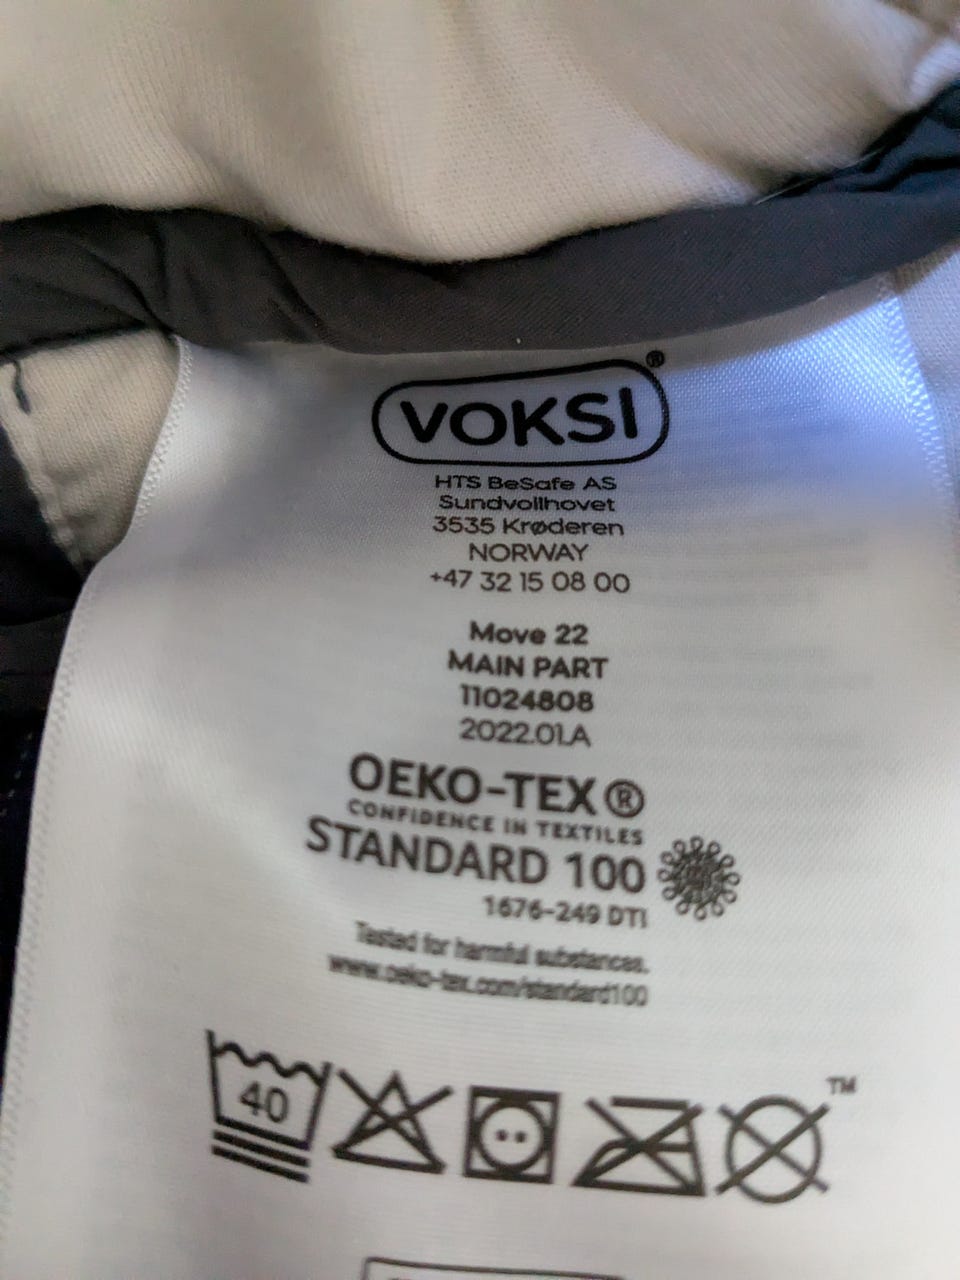 VOKSI®
HTS BeSafe AS
Sundvollhovet
3535 Krøderen
NORWAY
+47 32 15 08 00
Move 22
MAIN PART
11024808
2022.01.A
OEKO-TEX®
CONFIDENCE IN TEXTILES
STANDARD 100
1676-249 DTI
Tested for harmful substances.
www.oeko-tex.com/standard100
40
TM